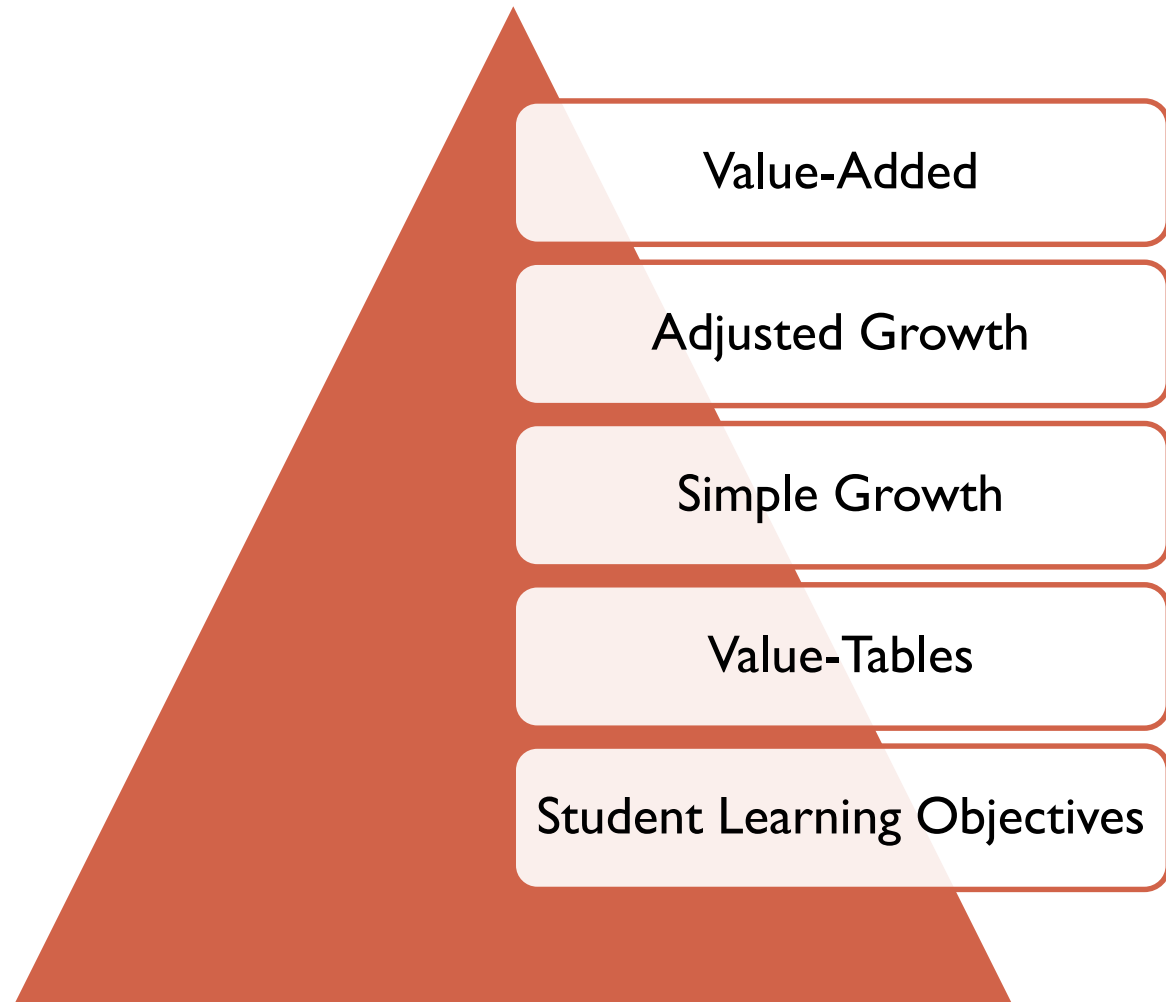 Value-Added
Adjusted Growth
Simple Growth
Value-Tables
Student Learning Objectives